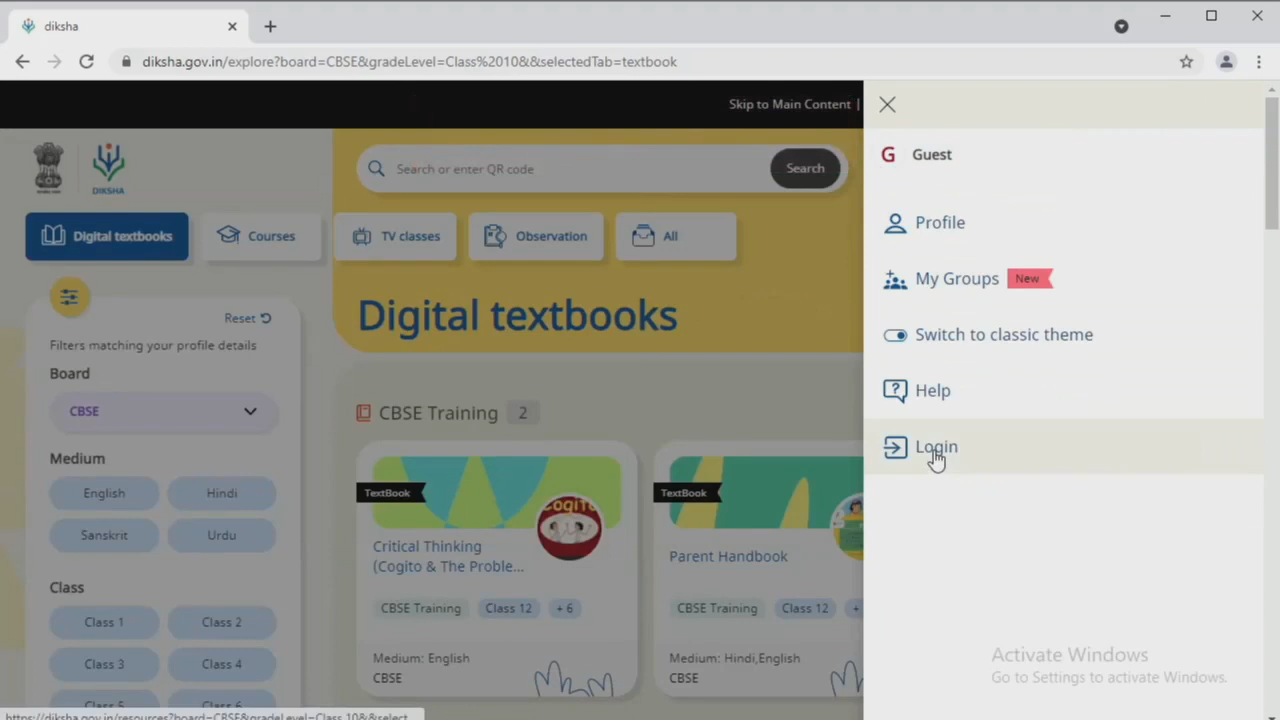 diksha
diksha.gov.in/explore?board=CBSE&gradeLevel=Class%2010&&selectedTab=textbook
Skip to Main Content |
DIKSHA
Search or enter QR code
Search
Digital textbooks
Courses
TV classes
Observation
All
Digital textbooks
Reset
Filters matching your profile details
Board
CBSE
Medium
English
Hindi
Sanskrit
Urdu
Class
Class 1
Class 2
Class 3
Class 4
Class 5
Class 6
CBSE Training 2
TextBook
Cogito
Critical Thinking
(Cogito & The Proble...
CBSE Training
Class 12
+ 6
Medium: English
CBSE
TextBook
Parent Handbook
CBSE Training
Class 12
+
Medium: Hindi,English
CBSE
G Guest
Profile
My Groups New
Switch to classic theme
Help
Login
Activate Windows
Go to Settings to activate Windows.
https://diksha.gov.in/resources?board=CBSE&gradeLevel=Class 10&&select...